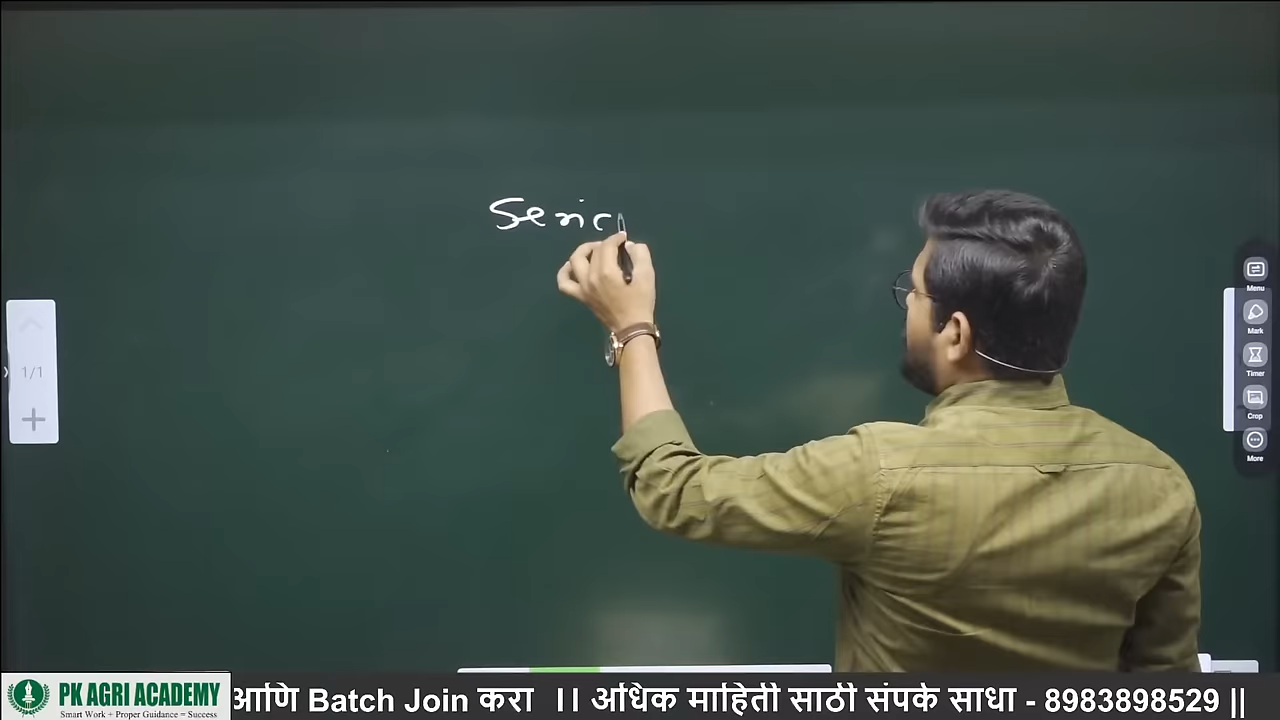 Seric
1/1
Menu
Mark
Timer
Crop
More
PK AGRI ACADEMY
Smart Work + Proper Guidance = Success
आणि Batch Join करा ।। अधिक माहिती साठी संपर्क साधा - 8983898529 ||